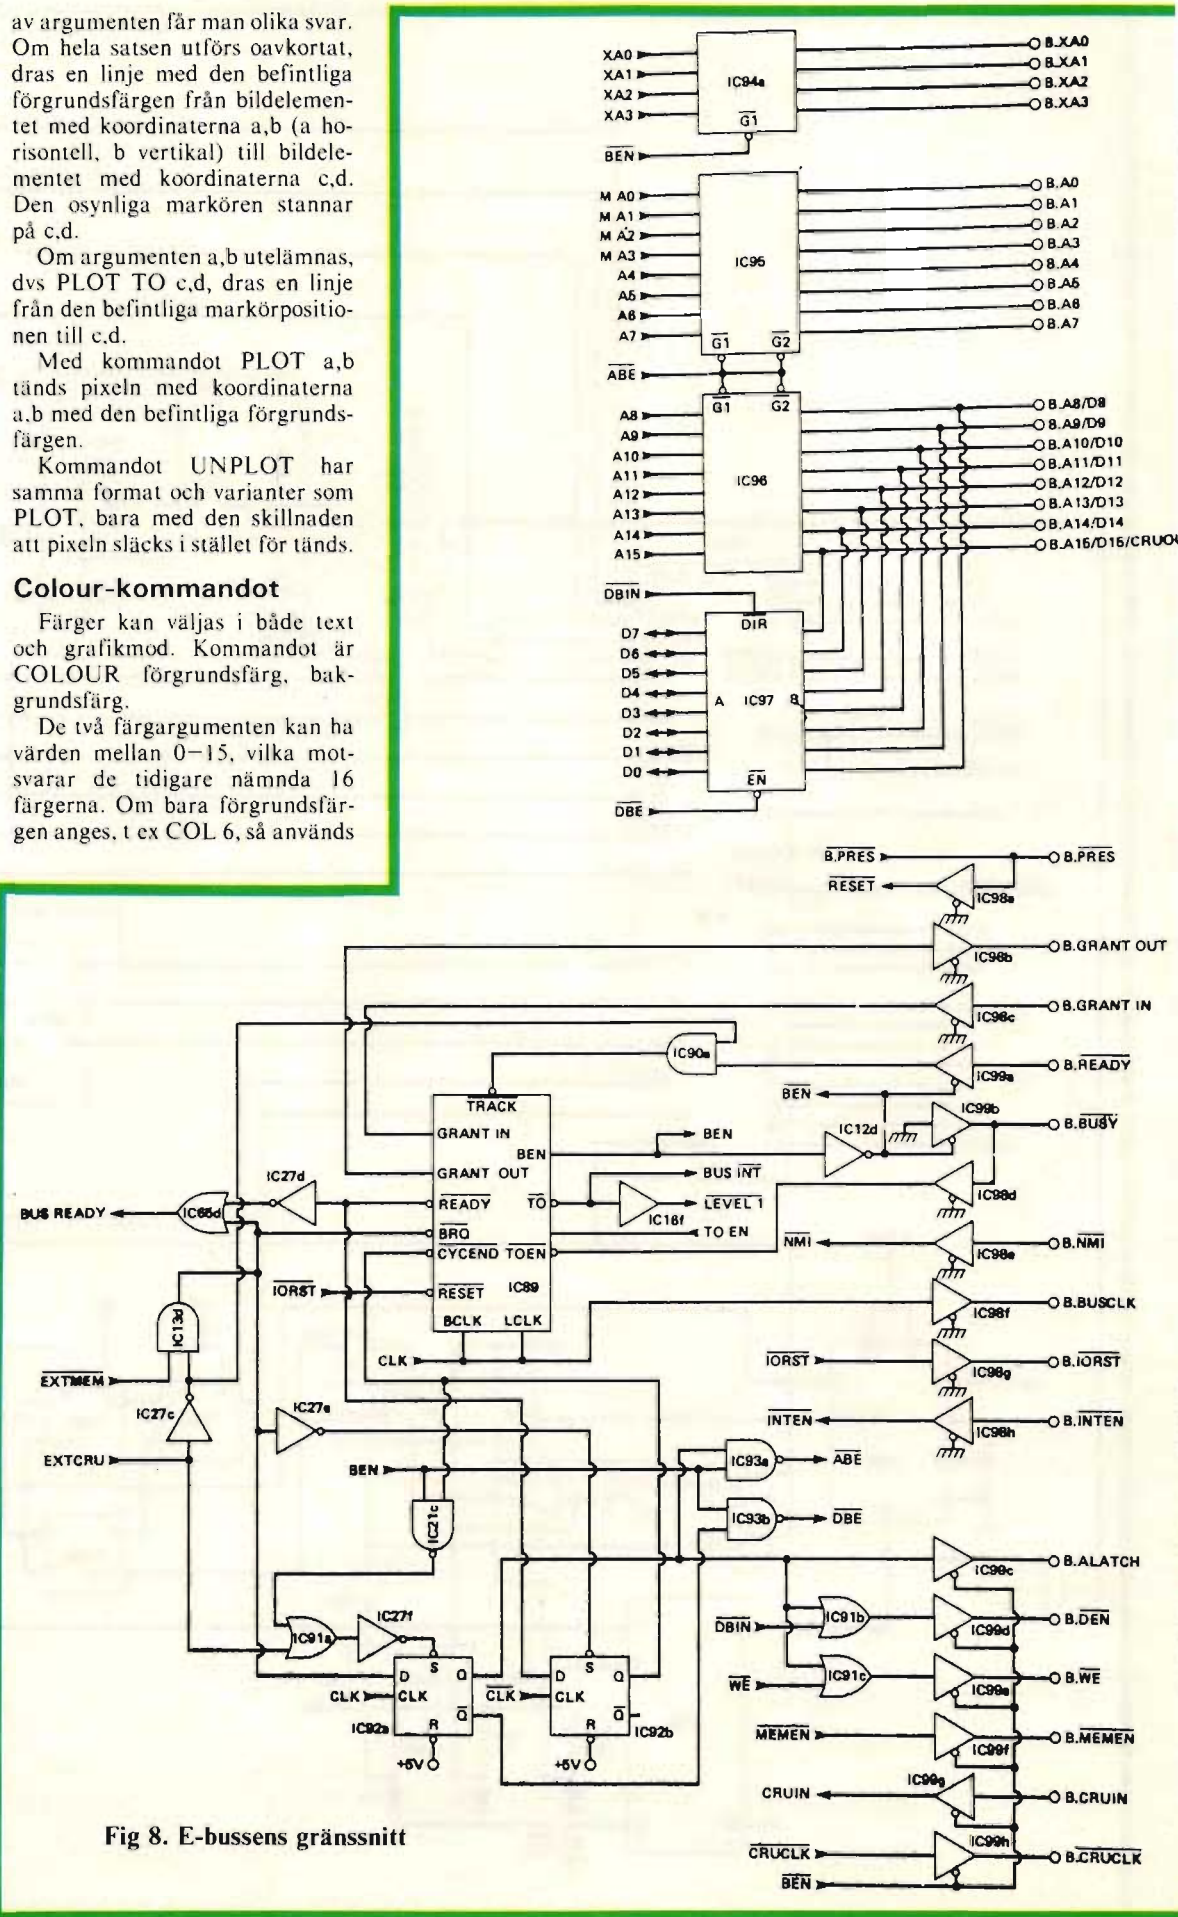 av argumenten får man olika svar.
Om hela satsen utförs oavkortat,
dras en linje med den befintliga
förgrundsfärgen från bildelemen-
tet med koordinaterna a,b (a ho-
risontell, b vertikal) till bildele-
mentet med koordinaterna c,d.
Den osynliga markören stannar
på c,d.
Om argumenten a,b utelämnas,
dvs PLOT TO c,d, dras en linje
från den befintliga markörpositio-
nen till c,d.
Med kommandot PLOT a,b
tänds pixeln med koordinaterna
a,b med den befintliga förgrunds-
färgen.
Kommandot UNPLOT har
samma format och varianter som
PLOT, bara med den skillnaden
att pixeln släcks i stället för tänds.
Colour-kommandot
Färger kan väljas i både text
och grafikmod. Kommandot är
COLOUR förgrundsfärg, bak-
grundsfärg.
De två färgargumenten kan ha
värden mellan 0–15, vilka mot-
svarar de tidigare nämnda 16
färgerna. Om bara förgrundsfär-
gen anges, t ex COL 6, så används
XA0
XA1
XA2
XA3
BEN
IC94a
G1
B.XA0
B.XA1
B.XA2
B.XA3
M A0
M A1
M A2
M A3
A4
A5
A6
A7
ABE
IC95
G1 G2
B.A0
B.A1
B.A2
B.A3
B.A4
B.A5
B.A6
B.A7
G1 G2
A8
A9
A10
A11
A12
A13
A14
A15
IC96
B.A8/D8
B.A9/D9
B.A10/D10
B.A11/D11
B.A12/D12
B.A13/D13
B.A14/D14
B.A15/D15/CRUOU
DBIN
DIR
D7
D6
D5
D4
D3
D2
D1
D0
A IC97 B
EN
DBE
B.PRES B.PRES
RESET IC98a
IC98b B.GRANT OUT
IC98c B.GRANT IN
IC90a
IC99a B.READY
BEN
IC99b B.BUSY
IC12d
IC98d
TRACK
GRANT IN
BEN BEN
GRANT OUT
READY TO
BRQ
CYCEND TOEN
IC89
RESET
BCLK LCLK
BUS INT
LEVEL 1
IC18f
TO EN
IC27d
BUS READY IC65d
IORST
CLK
NMI IC98e B.NMI
IC98f B.BUSCLK
IORST IC98g B.IORST
INTEN IC98h B.INTEN
IC13d
EXTMEM
IC27c
IC27e
EXTCRU
BEN
IC21c
IC93a ABE
IC93b DBE
IC99c B.ALATCH
DBIN IC91b IC99d B.DEN
WE IC91c IC99e B.WE
MEMEN IC99f B.MEMEN
CRUIN IC99g B.CRUIN
CRUCLK IC99h B.CRUCLK
BEN
IC91a
IC27f
D S Q
CLK CLK
IC92a R Q
+5V
D S Q
CLK CLK
R Q IC92b
+5V
Fig 8. E-bussens gränssnitt